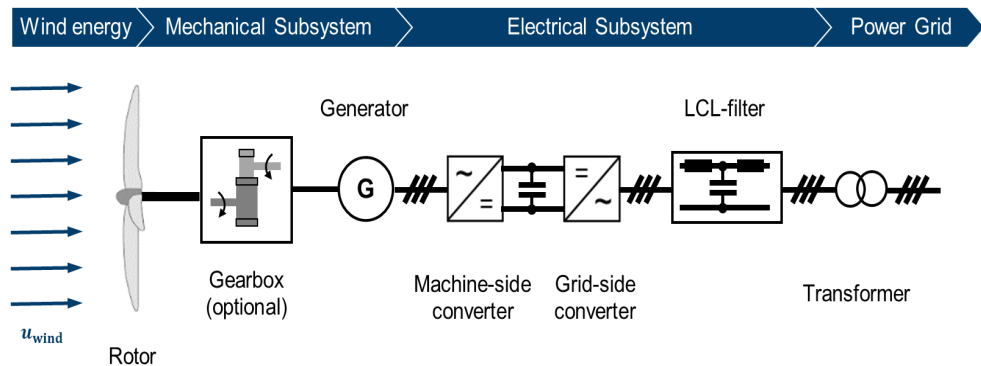 Wind energy
Mechanical Subsystem
Electrical Subsystem
Power Grid
Generator
LCL-filter
G
~
=
=
~
Gearbox
(optional)
Machine-side
converter
Grid-side
converter
Transformer
u_wind
Rotor